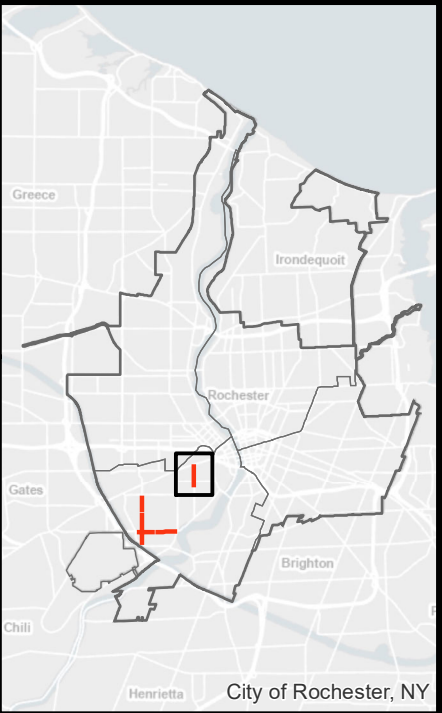 Greece
Irondequoit
Rochester
Gates
Brighton
Chili
Henrietta
City of Rochester, NY